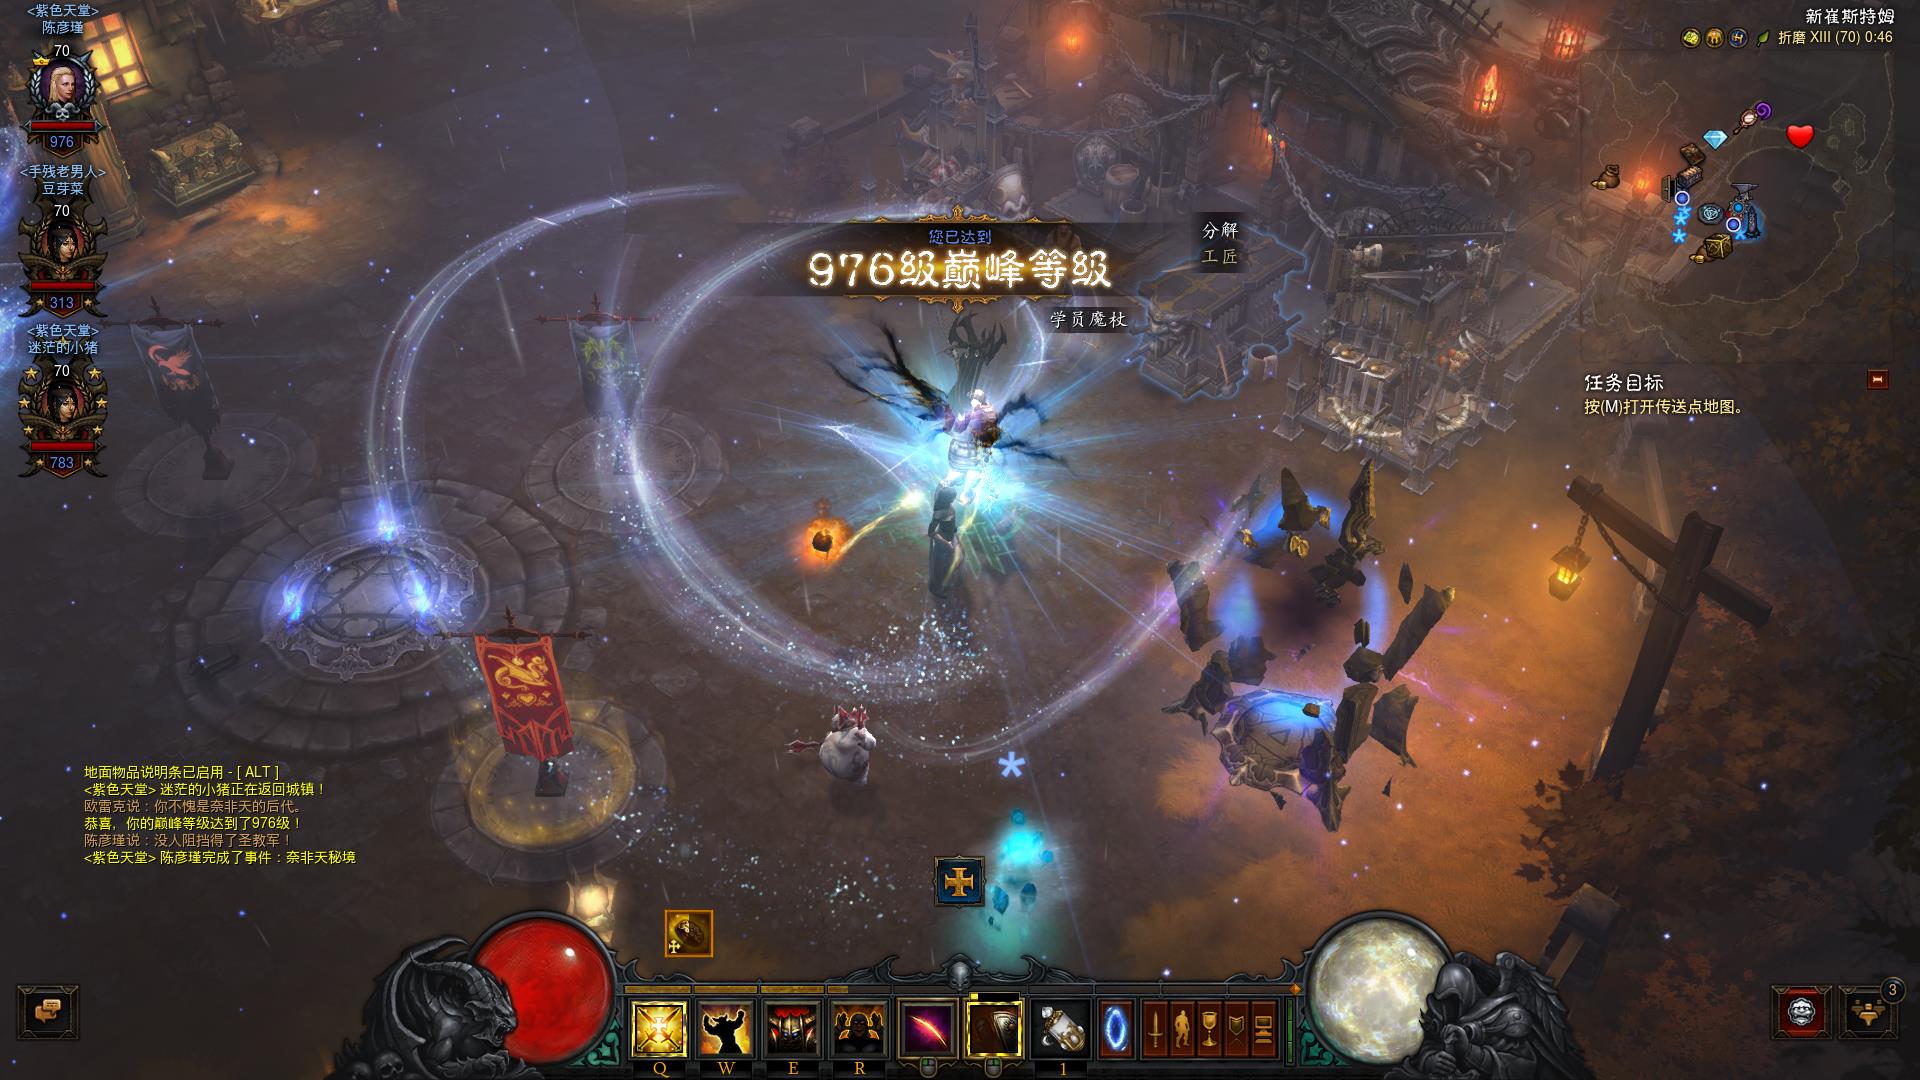 <紫色天堂>
陈彦瑾
70
976
<手残老男人>
豆芽菜
70
313
<紫色天堂>
迷茫的小猪
70
783
您已达到
976级巅峰等级
分解
工匠
学员魔杖
新崔斯特姆
折磨 XIII (70) 0:46
任务目标
按(M)打开传送点地图。
地面物品说明条已启用 - [ ALT ]
<紫色天堂> 迷茫的小猪正在返回城镇！
欧雷克说：你不愧是奈非天的后代。
恭喜，你的巅峰等级达到了976级！
陈彦瑾说：没人阻挡得了圣教军！
<紫色天堂> 陈彦瑾完成了事件：奈非天秘境
Q W E R 1
3